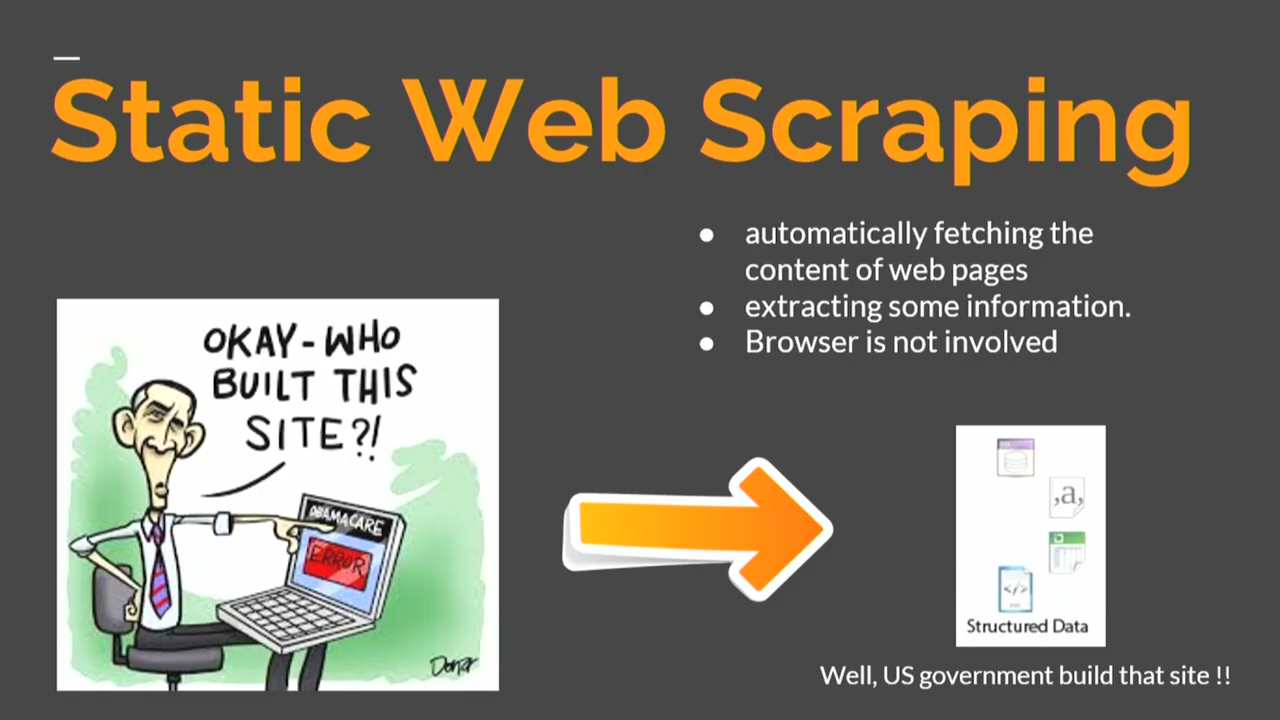 Static Web Scraping
● automatically fetching the
content of web pages
● extracting some information.
● Browser is not involved
OKAY-WHO
BUILT THIS
SITE?!
OBAMACARE
ERROR
,a,
</>
Structured Data
Well, US government build that site !!